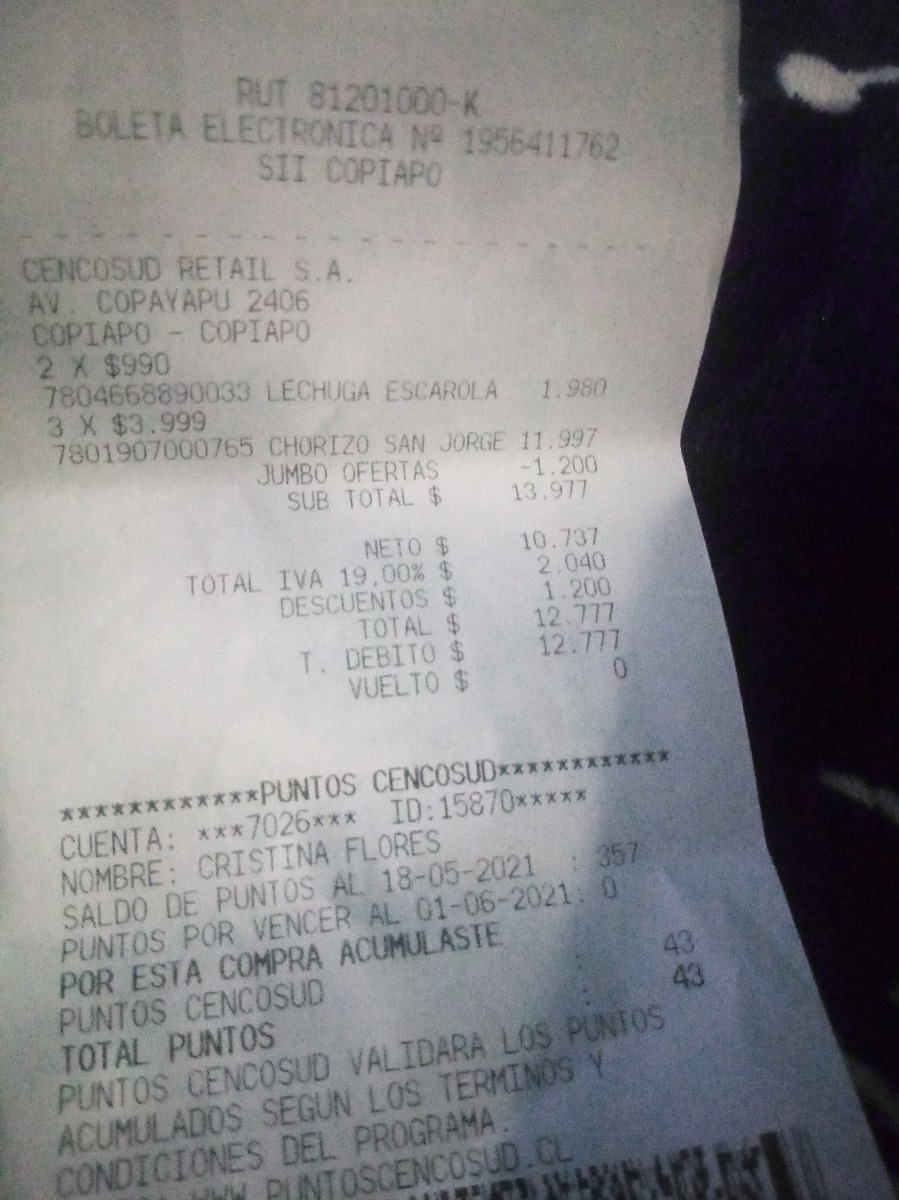 RUT 81201000-K
BOLETA ELECTRONICA Nº 1956411762
SII COPIAPO
CENCOSUD RETAIL S.A.
AV. COPAYAPU 2406
COPIAPO - COPIAPO
2 X $990
7804668890033 LECHUGA ESCAROLA 1.980
3 X $3.999
7801907000765 CHORIZO SAN JORGE 11.997
JUMBO OFERTAS -1.200
SUB TOTAL $ 13.977
NETO $ 10.737
TOTAL IVA 19,00% $ 2.040
DESCUENTOS $ 1.200
TOTAL $ 12.777
T. DEBITO $ 12.777
VUELTO $ 0
************PUNTOS CENCOSUD************
CUENTA: ***7026*** ID:15870*****
NOMBRE: CRISTINA FLORES
SALDO DE PUNTOS AL 18-05-2021 : 357
PUNTOS POR VENCER AL 01-06-2021: 0
POR ESTA COMPRA ACUMULASTE
PUNTOS CENCOSUD : 43
TOTAL PUNTOS : 43
PUNTOS CENCOSUD VALIDARA LOS PUNTOS
ACUMULADOS SEGUN LOS TERMINOS Y
CONDICIONES DEL PROGRAMA.
WWW.PUNTOSCENCOSUD.CL